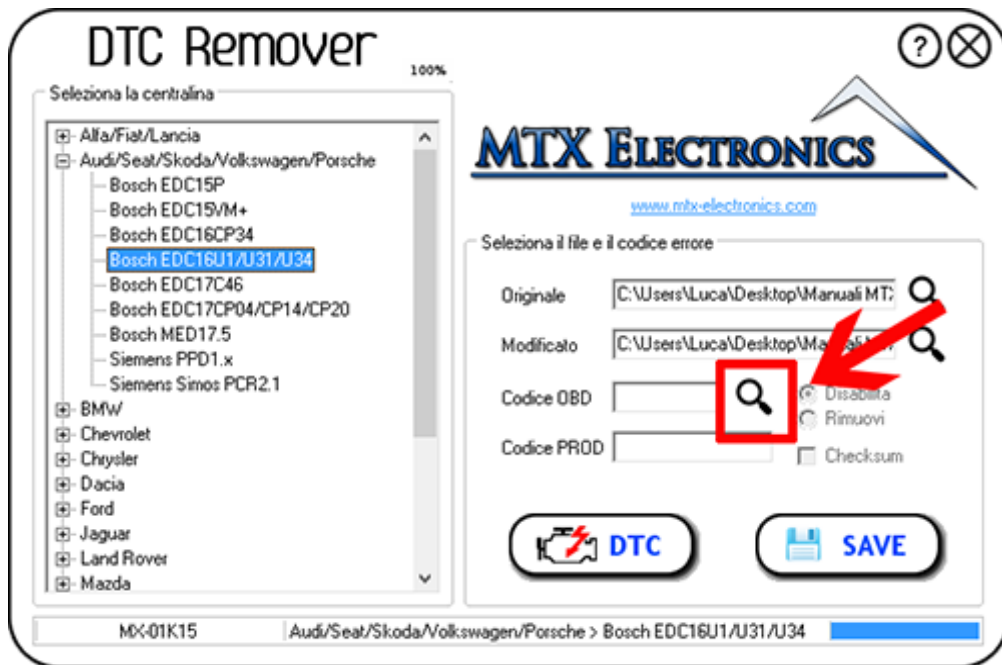 DTC Remover
100%
Seleziona la centralina
Alfa/Fiat/Lancia
Audi/Seat/Skoda/Volkswagen/Porsche
Bosch EDC15P
Bosch EDC15VM+
Bosch EDC16CP34
Bosch EDC16U1/U31/U34
Bosch EDC17C46
Bosch EDC17CP04/CP14/CP20
Bosch MED17.5
Siemens PPD1.x
Siemens Simos PCR2.1
BMW
Chevrolet
Chrysler
Dacia
Ford
Jaguar
Land Rover
Mazda
?
MTX ELECTRONICS
www.mtx-electronics.com
Seleziona il file e il codice errore
Originale C:\Users\Luca\Desktop\Manuali MT
Modificato C:\Users\Luca\Desktop\
Codice OBD
Disabilita
Rimuovi
Codice PROD
Checksum
DTC
SAVE
MX-01K15 Audi/Seat/Skoda/Volkswagen/Porsche > Bosch EDC16U1/U31/U34